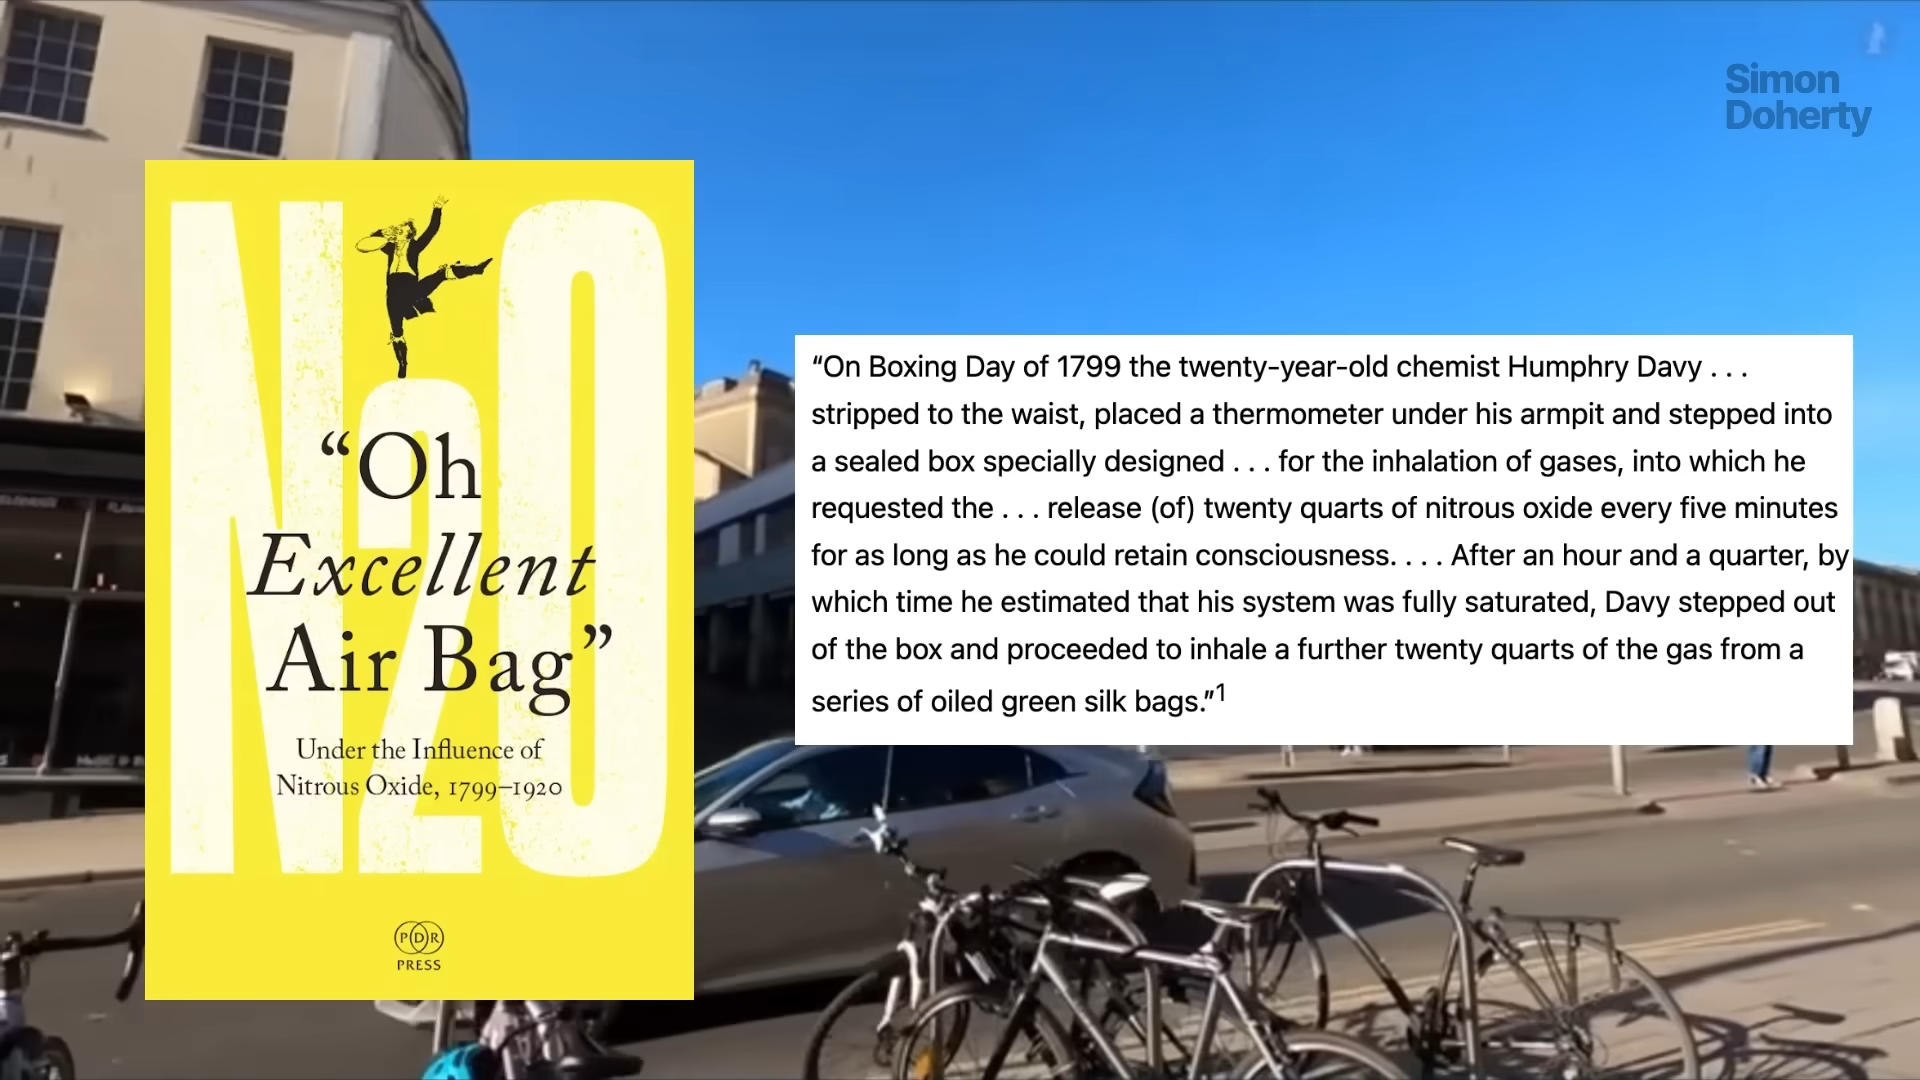 Simon
Doherty
N2O
“Oh
Excellent
Air Bag”
Under the Influence of
Nitrous Oxide, 1799–1920
PDR
PRESS
“On Boxing Day of 1799 the twenty-year-old chemist Humphry Davy . . .
stripped to the waist, placed a thermometer under his armpit and stepped into
a sealed box specially designed . . . for the inhalation of gases, into which he
requested the . . . release (of) twenty quarts of nitrous oxide every five minutes
for as long as he could retain consciousness. . . . After an hour and a quarter, by
which time he estimated that his system was fully saturated, Davy stepped out
of the box and proceeded to inhale a further twenty quarts of the gas from a
series of oiled green silk bags.”1